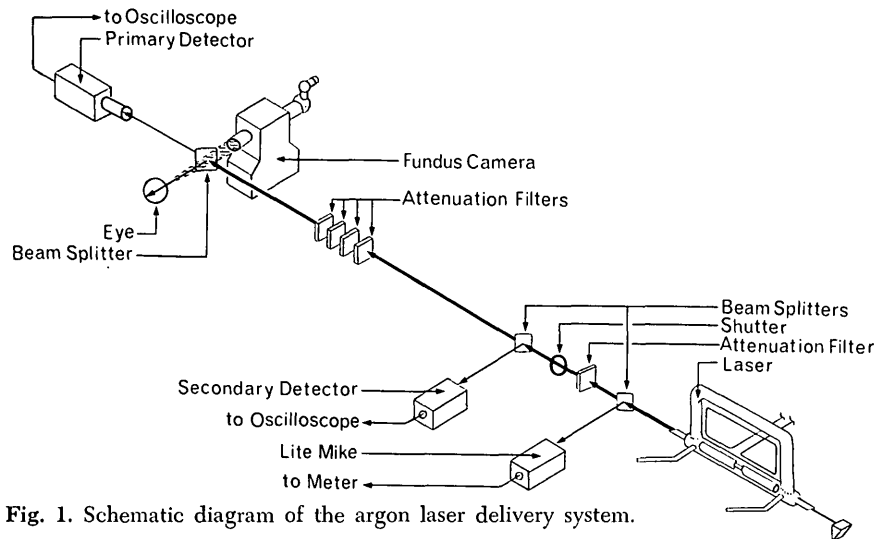 to Oscilloscope
Primary Detector
Fundus Camera
Attenuation Filters
Eye
Beam Splitter
Beam Splitters
Shutter
Attenuation Filter
Laser
Secondary Detector
to Oscilloscope
Lite Mike
to Meter
Fig. 1. Schematic diagram of the argon laser delivery system.